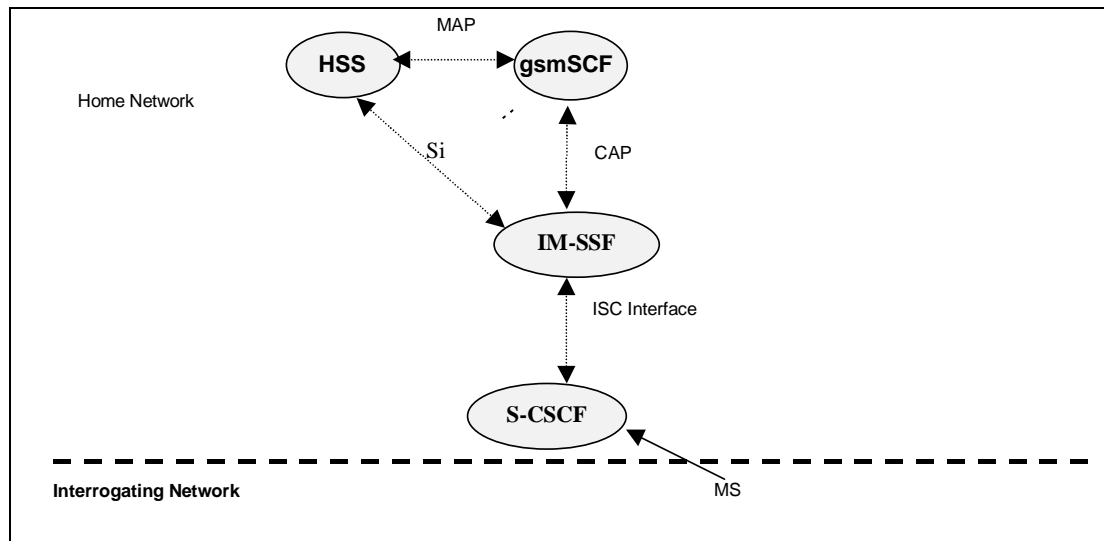 MAP
HSS
gsmSCF
Home Network
Si
CAP
IM-SSF
ISC Interface
S-CSCF
Interrogating Network
MS